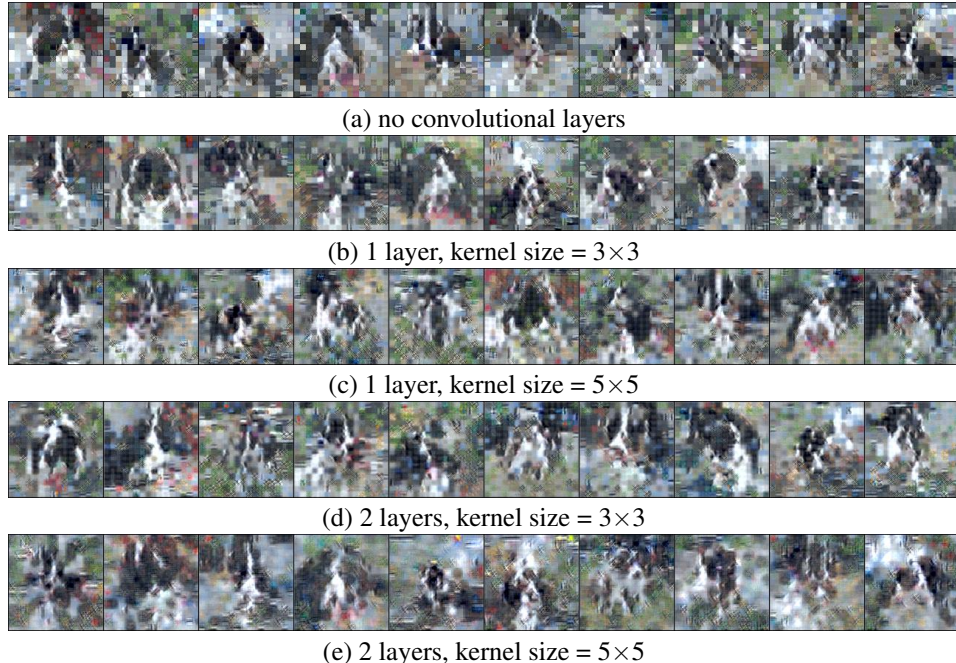 (a) no convolutional layers
(b) 1 layer, kernel size = 3×3
(c) 1 layer, kernel size = 5×5
(d) 2 layers, kernel size = 3×3
(e) 2 layers, kernel size = 5×5